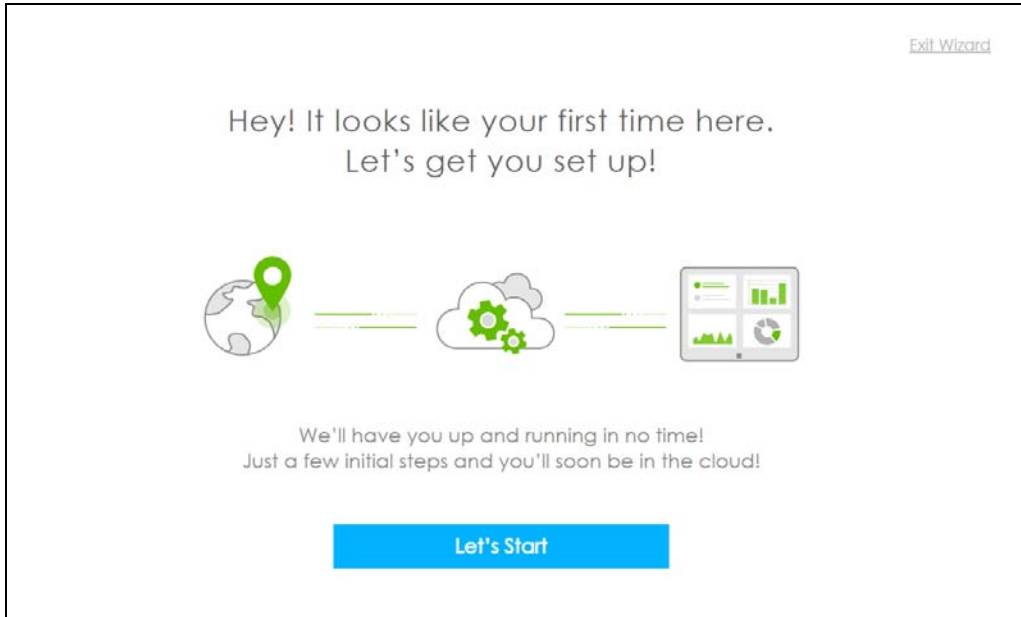 Exit Wizard
Hey! It looks like your first time here.
Let's get you set up!
We'll have you up and running in no time!
Just a few initial steps and you'll soon be in the cloud!
Let's Start